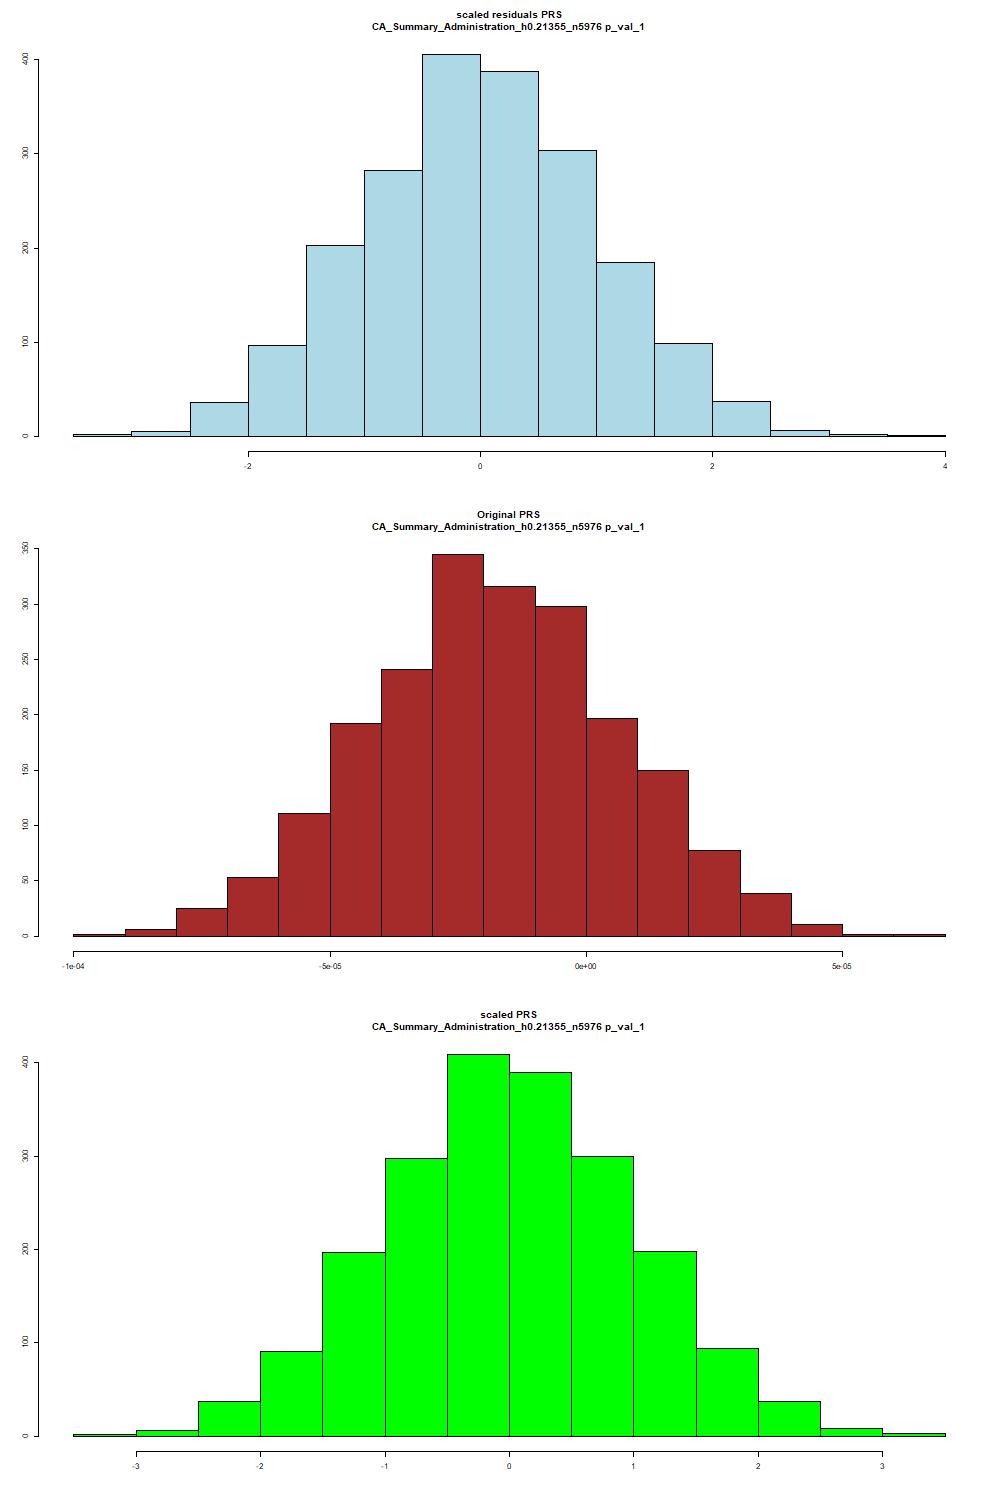 scaled residuals PRS
CA_Summary_Administration_h0.21355_n5976 p_val_1
400
300
200
100
0
-2 0 2 4
Original PRS
CA_Summary_Administration_h0.21355_n5976 p_val_1
350
300
250
200
150
100
50
0
-1e-04 -5e-05 0e+00 5e-05
scaled PRS
CA_Summary_Administration_h0.21355_n5976 p_val_1
400
300
200
100
0
-3 -2 -1 0 1 2 3